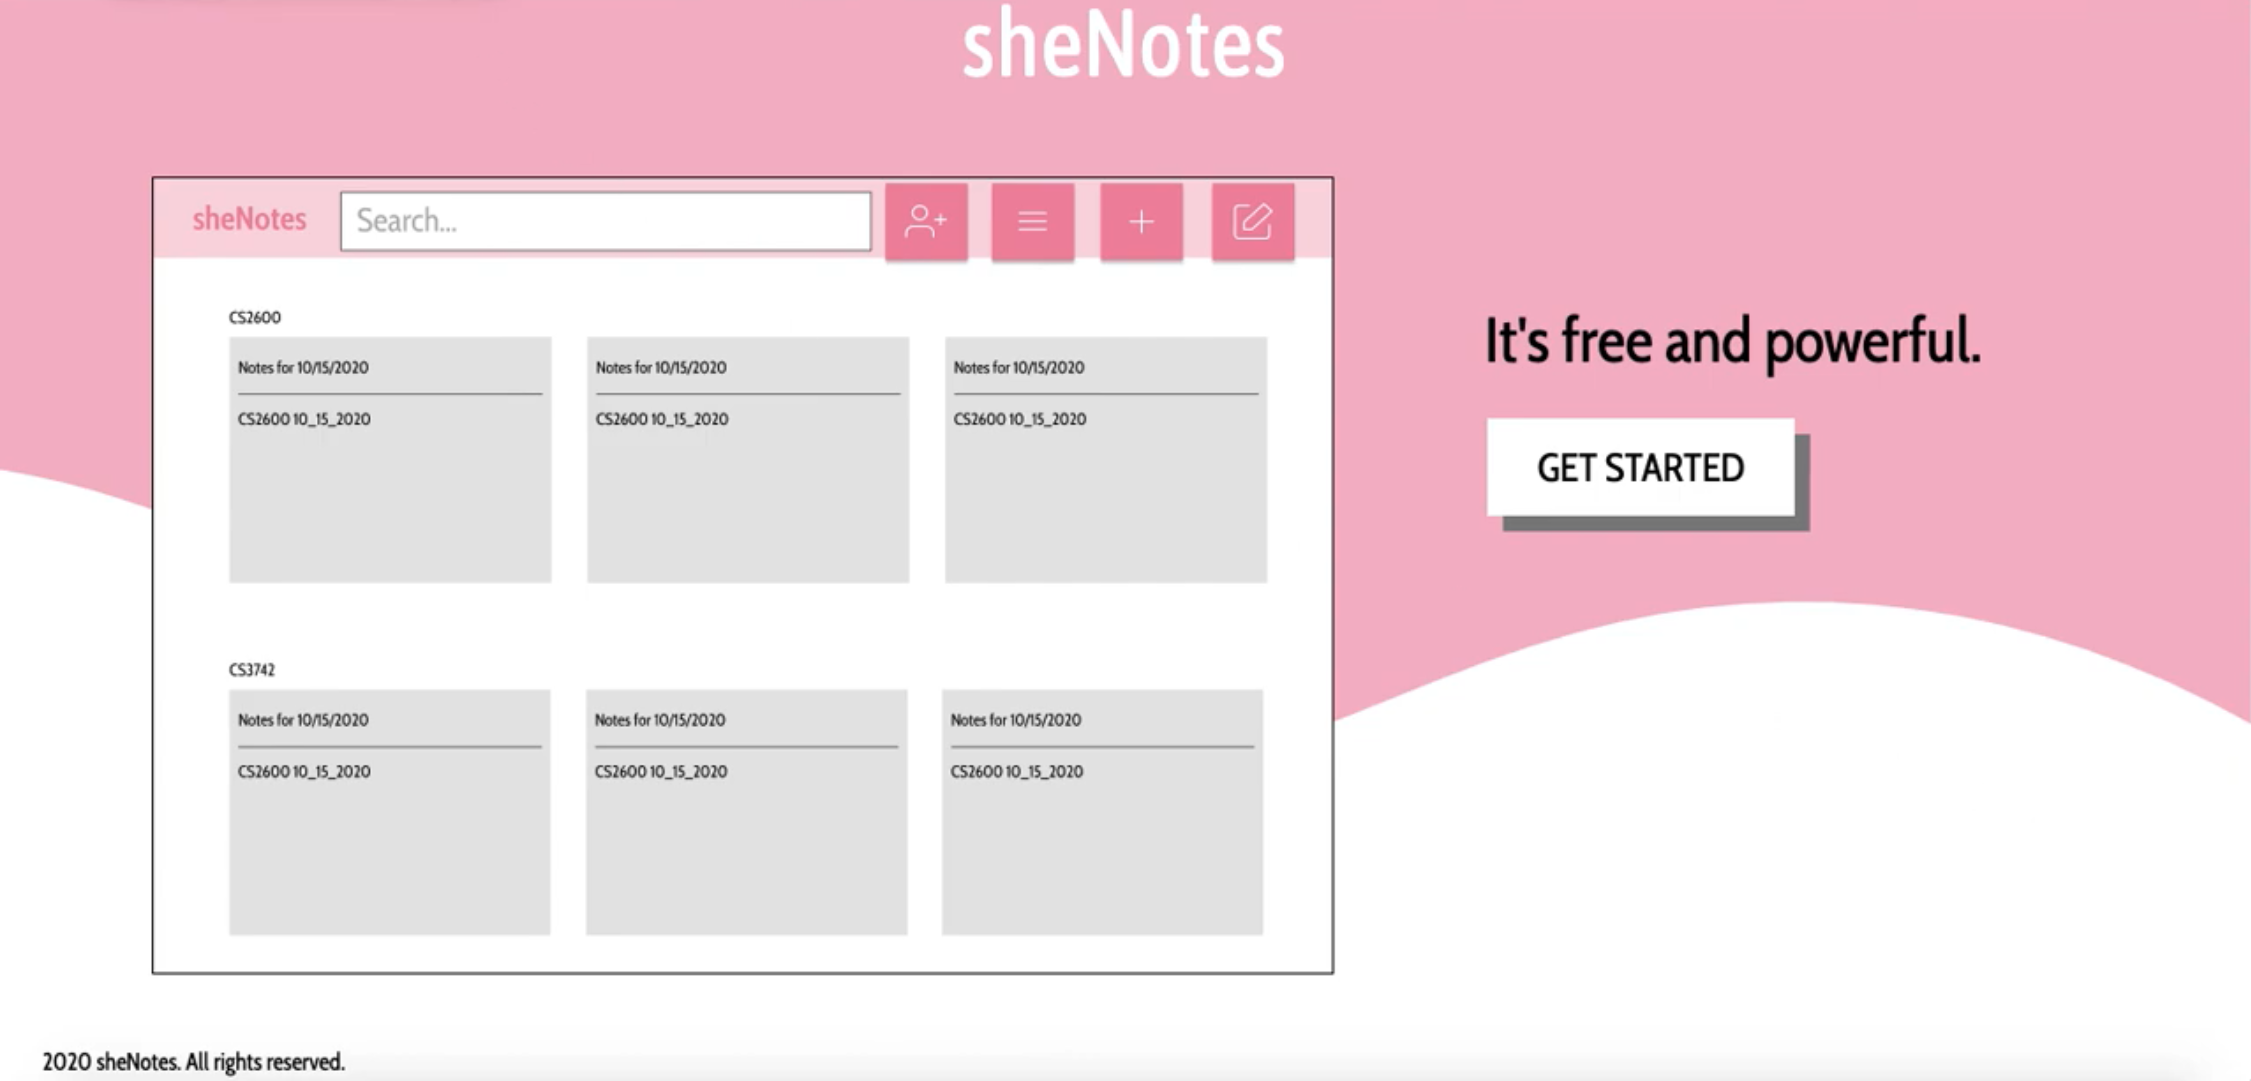 sheNotes
sheNotes
Search...
CS2600
Notes for 10/15/2020
CS2600 10_15_2020
Notes for 10/15/2020
CS2600 10_15_2020
Notes for 10/15/2020
CS2600 10_15_2020
CS3742
Notes for 10/15/2020
CS2600 10_15_2020
Notes for 10/15/2020
CS2600 10_15_2020
Notes for 10/15/2020
CS2600 10_15_2020
It's free and powerful.
GET STARTED
2020 sheNotes. All rights reserved.